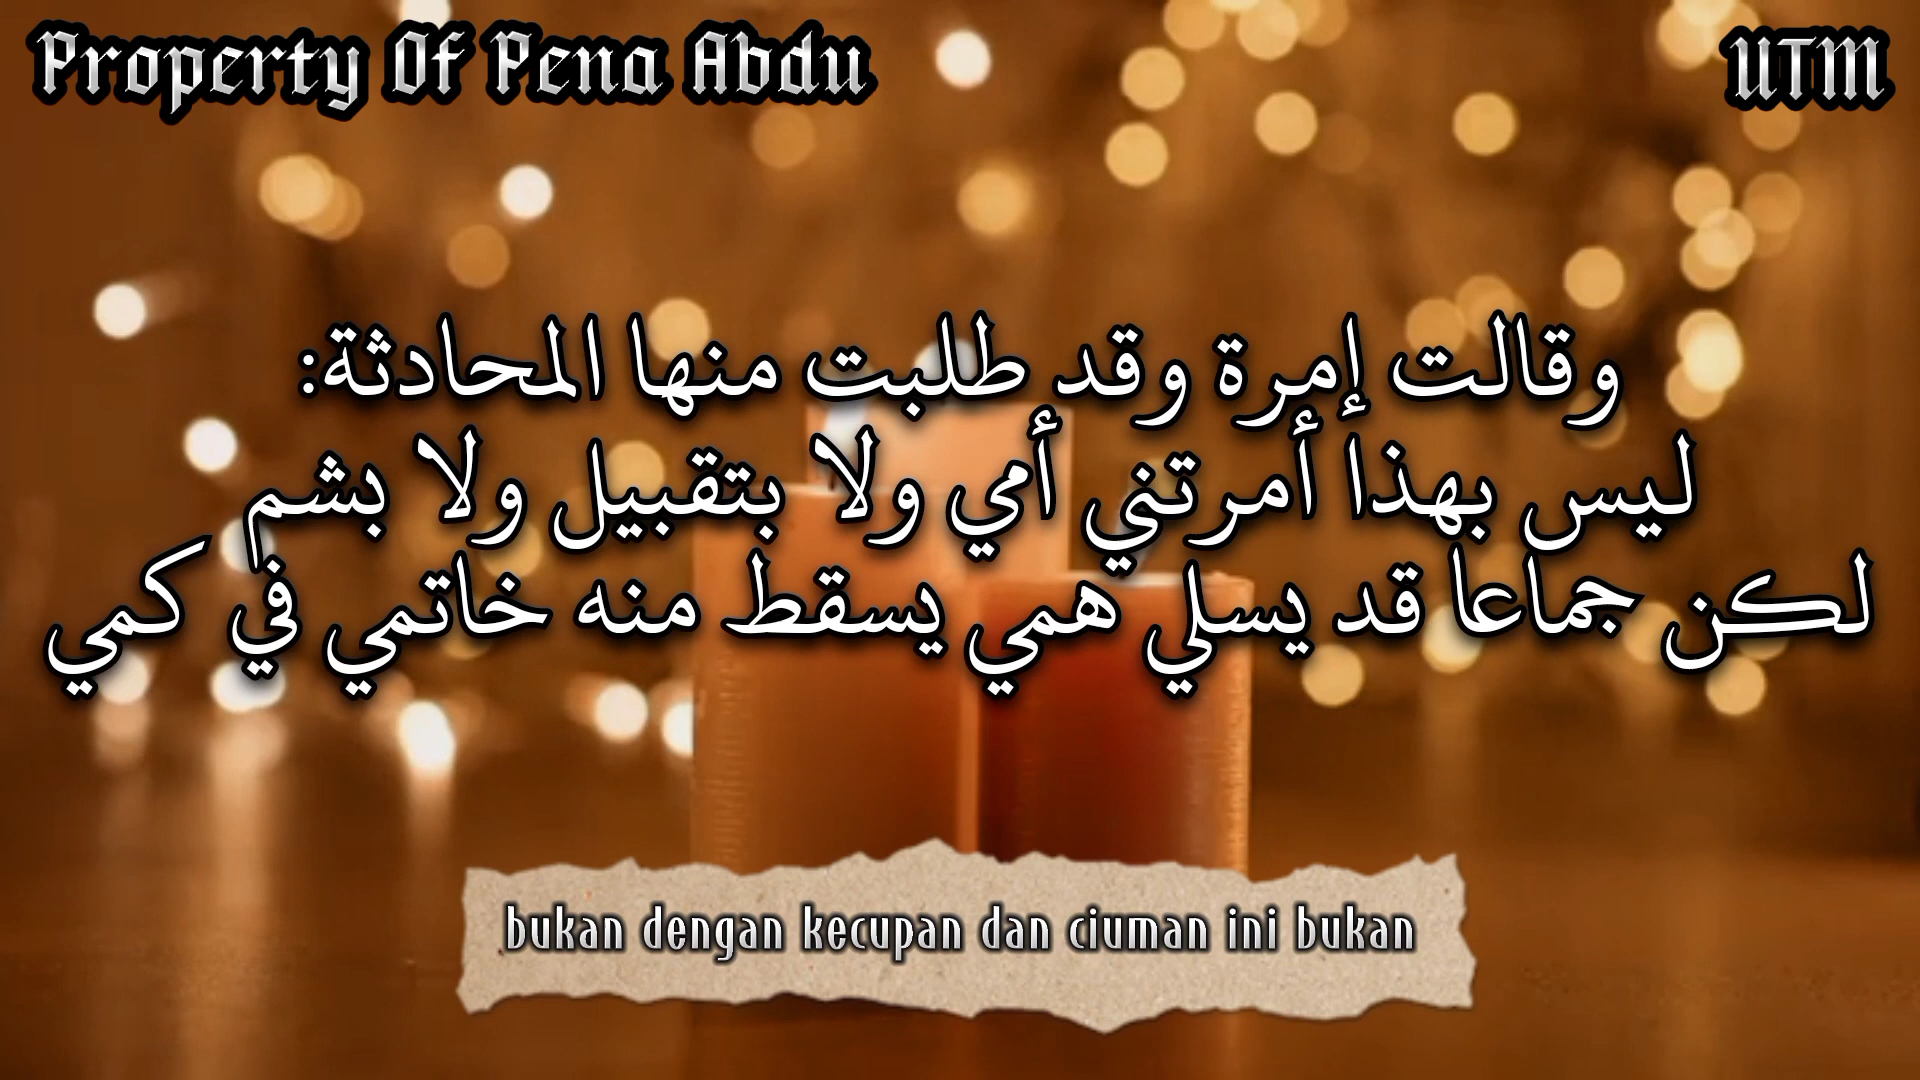 Property Of Pena Abdu
UTM
وقالت إمرة وقد طلبت منها المحادثة:
ليس بهذا أمرتني أمي ولا بتقبيل ولا بشم
لكن جماعا قد يسلي همي يسقط منه خاتمي في كمي
bukan dengan kecupan dan ciuman ini bukan